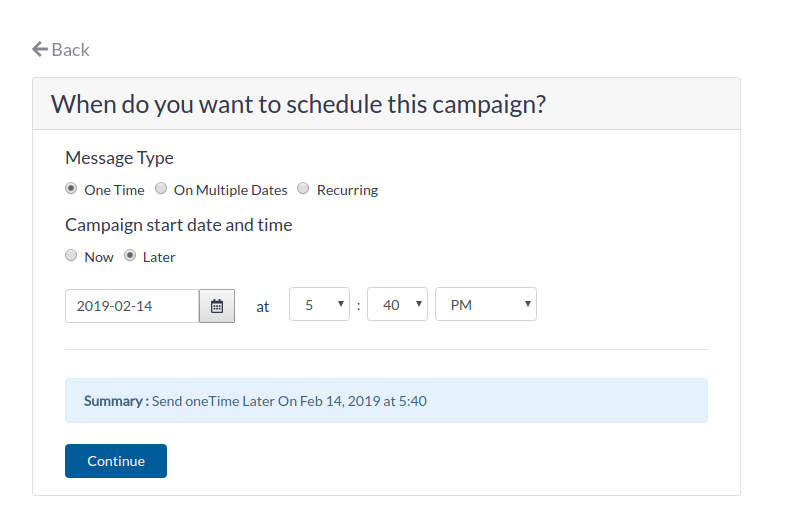 Back
When do you want to schedule this campaign?
Message Type
One Time On Multiple Dates Recurring
Campaign start date and time
Now Later
2019-02-14 at 5 : 40 PM
Summary : Send oneTime Later On Feb 14, 2019 at 5:40
Continue